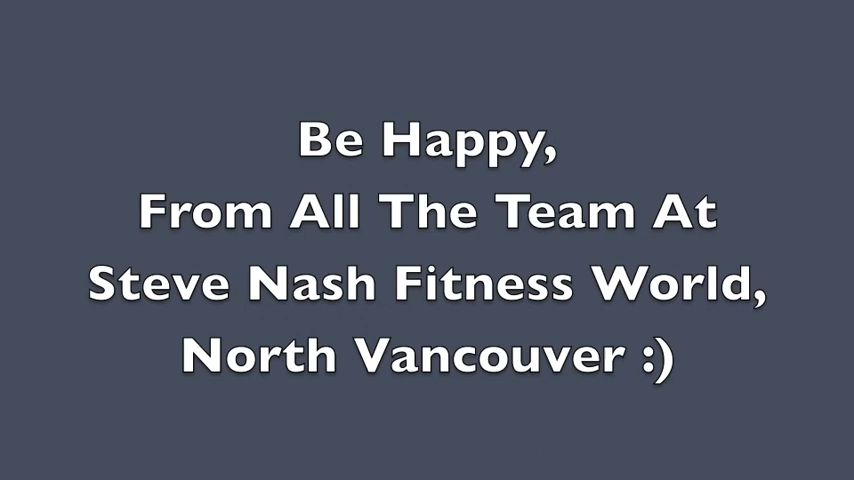 Be Happy,
From All The Team At
Steve Nash Fitness World,
North Vancouver :)